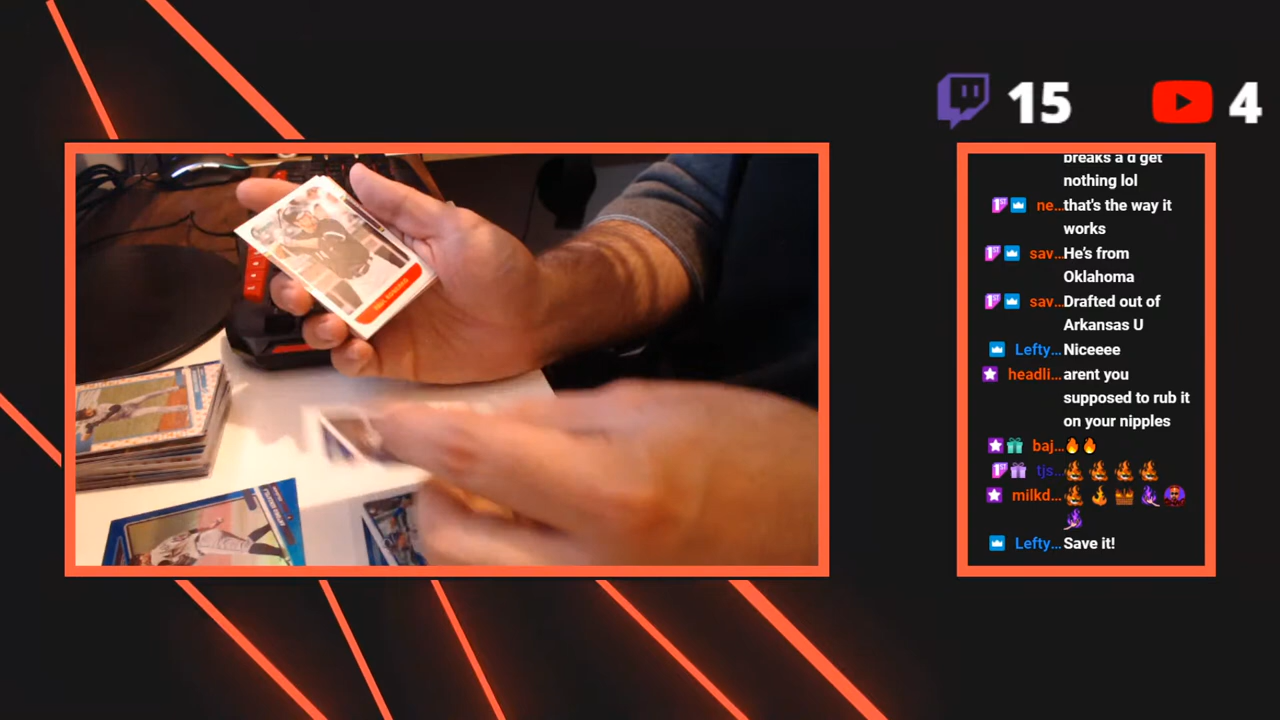 15
4
breaks a d get
nothing lol
ne...that's the way it
works
sav...He's from
Oklahoma
sav...Drafted out of
Arkansas U
Lefty...Niceeee
headli...arent you
supposed to rub it
on your nipples
baj...🔥🔥
tjs...
milkd...
Lefty...Save it!